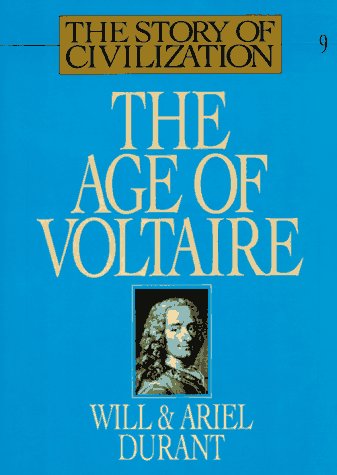 THE STORY OF
CIVILIZATION
9
THE
AGE OF
VOLTAIRE
WILL & ARIEL
DURANT